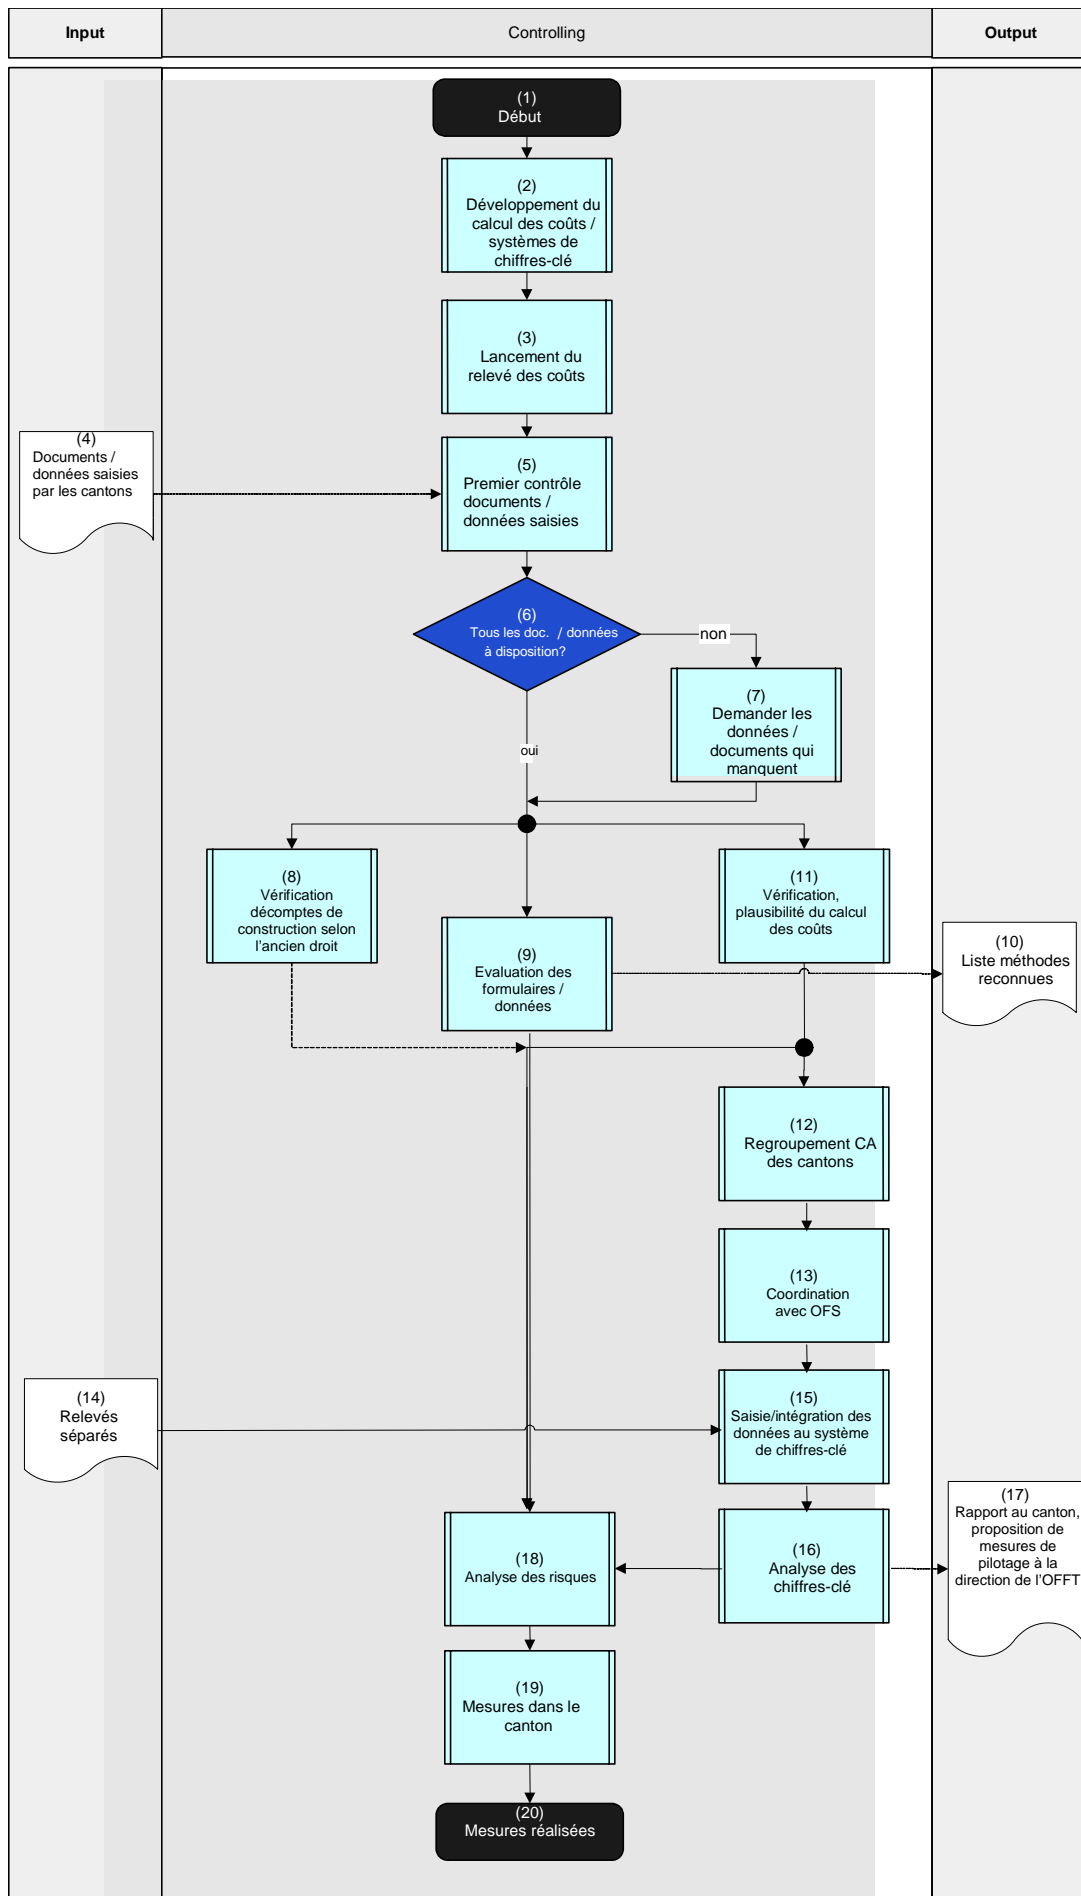 Input
Controlling
Output
(1)
Début
(2)
Développement du
calcul des coûts /
systèmes de
chiffres-clé
(3)
Lancement du
relevé des coûts
(4)
Documents /
données saisies
par les cantons
(5)
Premier contrôle
documents /
données saisies
(6)
Tous les doc. / données
à disposition?
non
(7)
Demander les
données /
documents qui
manquent
oui
(8)
Vérification
décomptes de
construction selon
l'ancien droit
(9)
Evaluation des
formulaires /
données
(11)
Vérification,
plausibilité du calcul
des coûts
(10)
Liste méthodes
reconnues
(12)
Regroupement CA
des cantons
(13)
Coordination
avec OFS
(14)
Relevés
séparés
(15)
Saisie/intégration des
données au système
de chiffres-clé
(16)
Analyse des
chiffres-clé
(17)
Rapport au canton,
proposition de
mesures de
pilotage à la
direction de l'OFFT
(18)
Analyse des risques
(19)
Mesures dans le
canton
(20)
Mesures réalisées